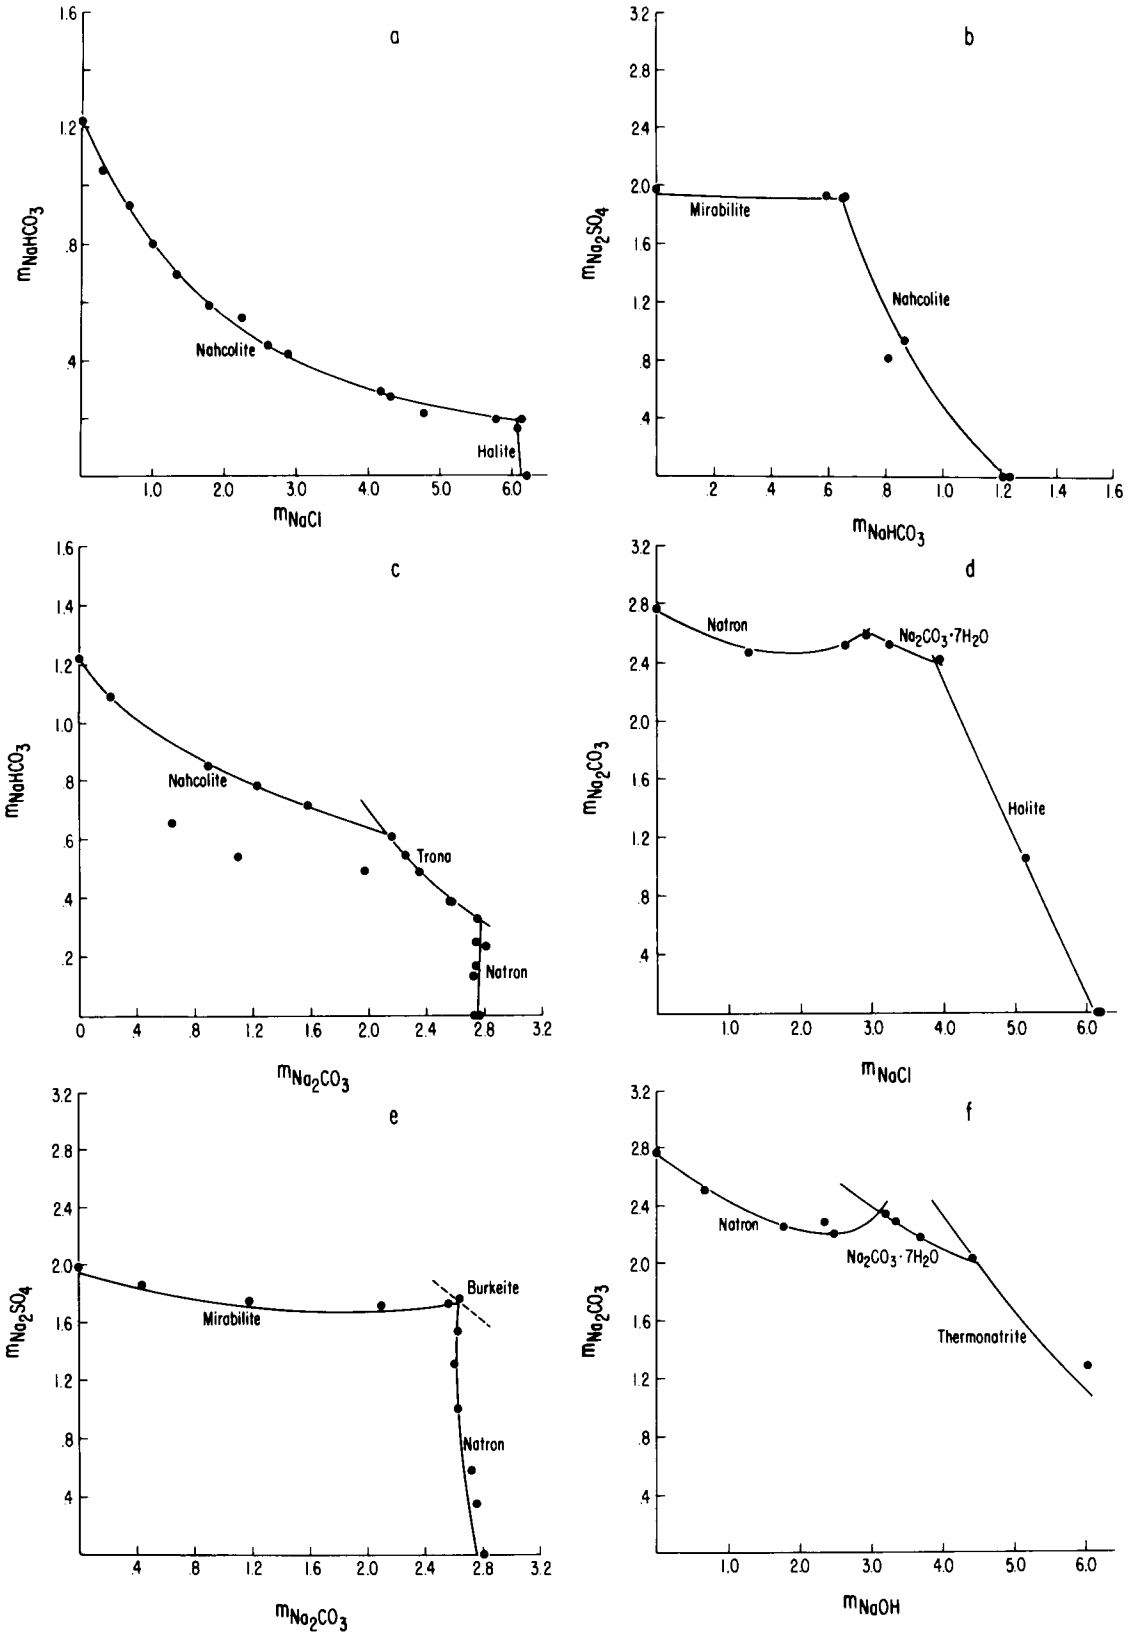 a
1.6
1.2
.8
.4
mNaHCO3
Nahcolite
Halite
1.0 2.0 3.0 4.0 5.0 6.0
mNaCl
b
3.2
2.8
2.4
2.0
1.6
1.2
.8
.4
mNa2SO4
Mirabilite
Nahcolite
.2 .4 .6 .8 1.0 1.2 1.4 1.6
mNaHCO3
c
1.6
1.4
1.2
1.0
.8
.6
.4
.2
mNaHCO3
Nahcolite
Trona
Natron
0 .4 .8 1.2 1.6 2.0 2.4 2.8 3.2
mNa2CO3
d
3.2
2.8
2.4
2.0
1.6
1.2
.8
.4
mNa2CO3
Natron
Na2CO3·7H2O
Halite
1.0 2.0 3.0 4.0 5.0 6.0
mNaCl
e
3.2
2.8
2.4
2.0
1.6
1.2
.8
.4
mNa2SO4
Burkeite
Mirabilite
Natron
.4 .8 1.2 1.6 2.0 2.4 2.8 3.2
mNa2CO3
f
3.2
2.8
2.4
2.0
1.6
1.2
.8
.4
mNa2CO3
Natron
Na2CO3·7H2O
Thermonatrite
1.0 2.0 3.0 4.0 5.0 6.0
mNaOH